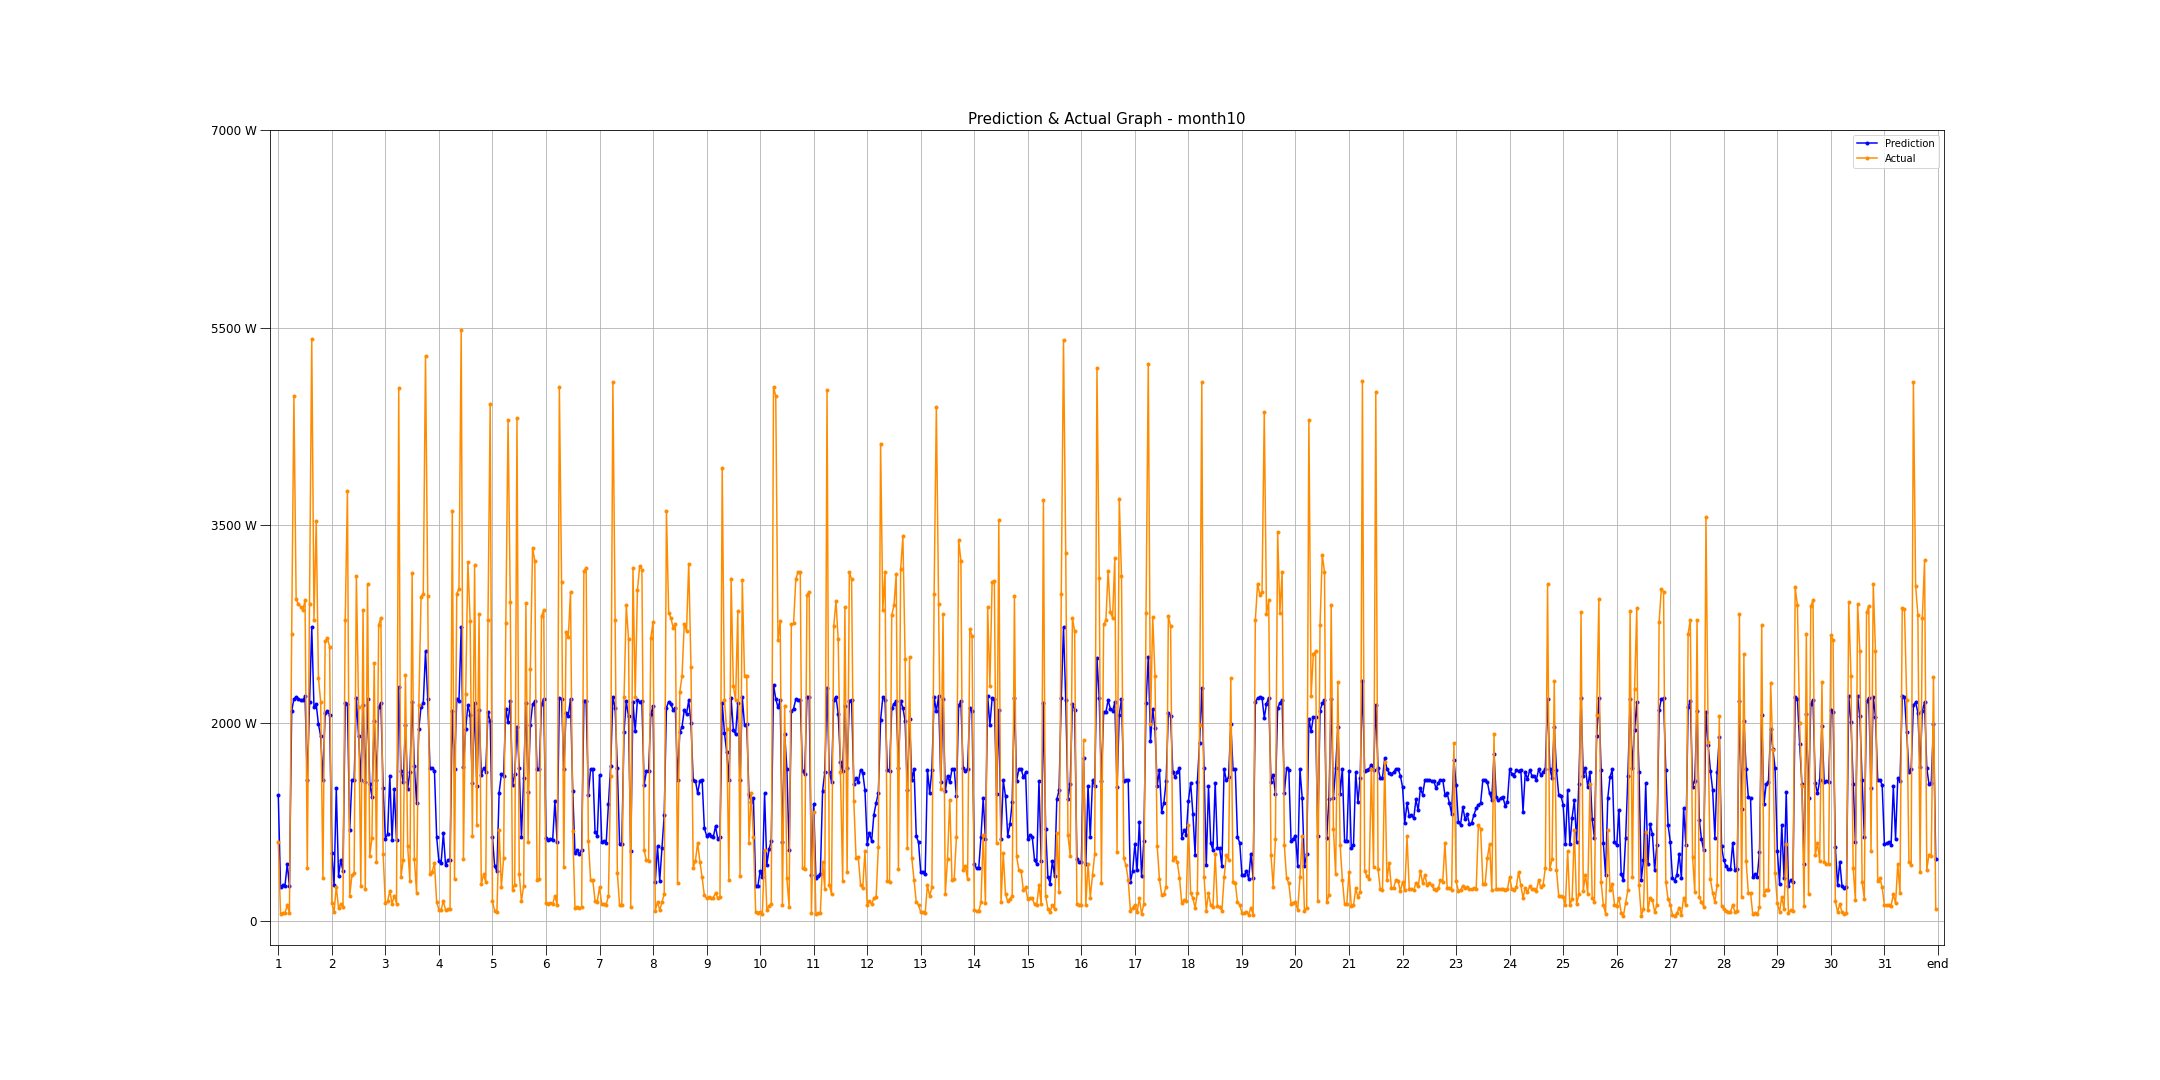 Prediction & Actual Graph - month10
7000 W
5500 W
3500 W
2000 W
0
Prediction
Actual
1 2 3 4 5 6 7 8 9 10 11 12 13 14 15 16 17 18 19 20 21 22 23 24 25 26 27 28 29 30 31 end